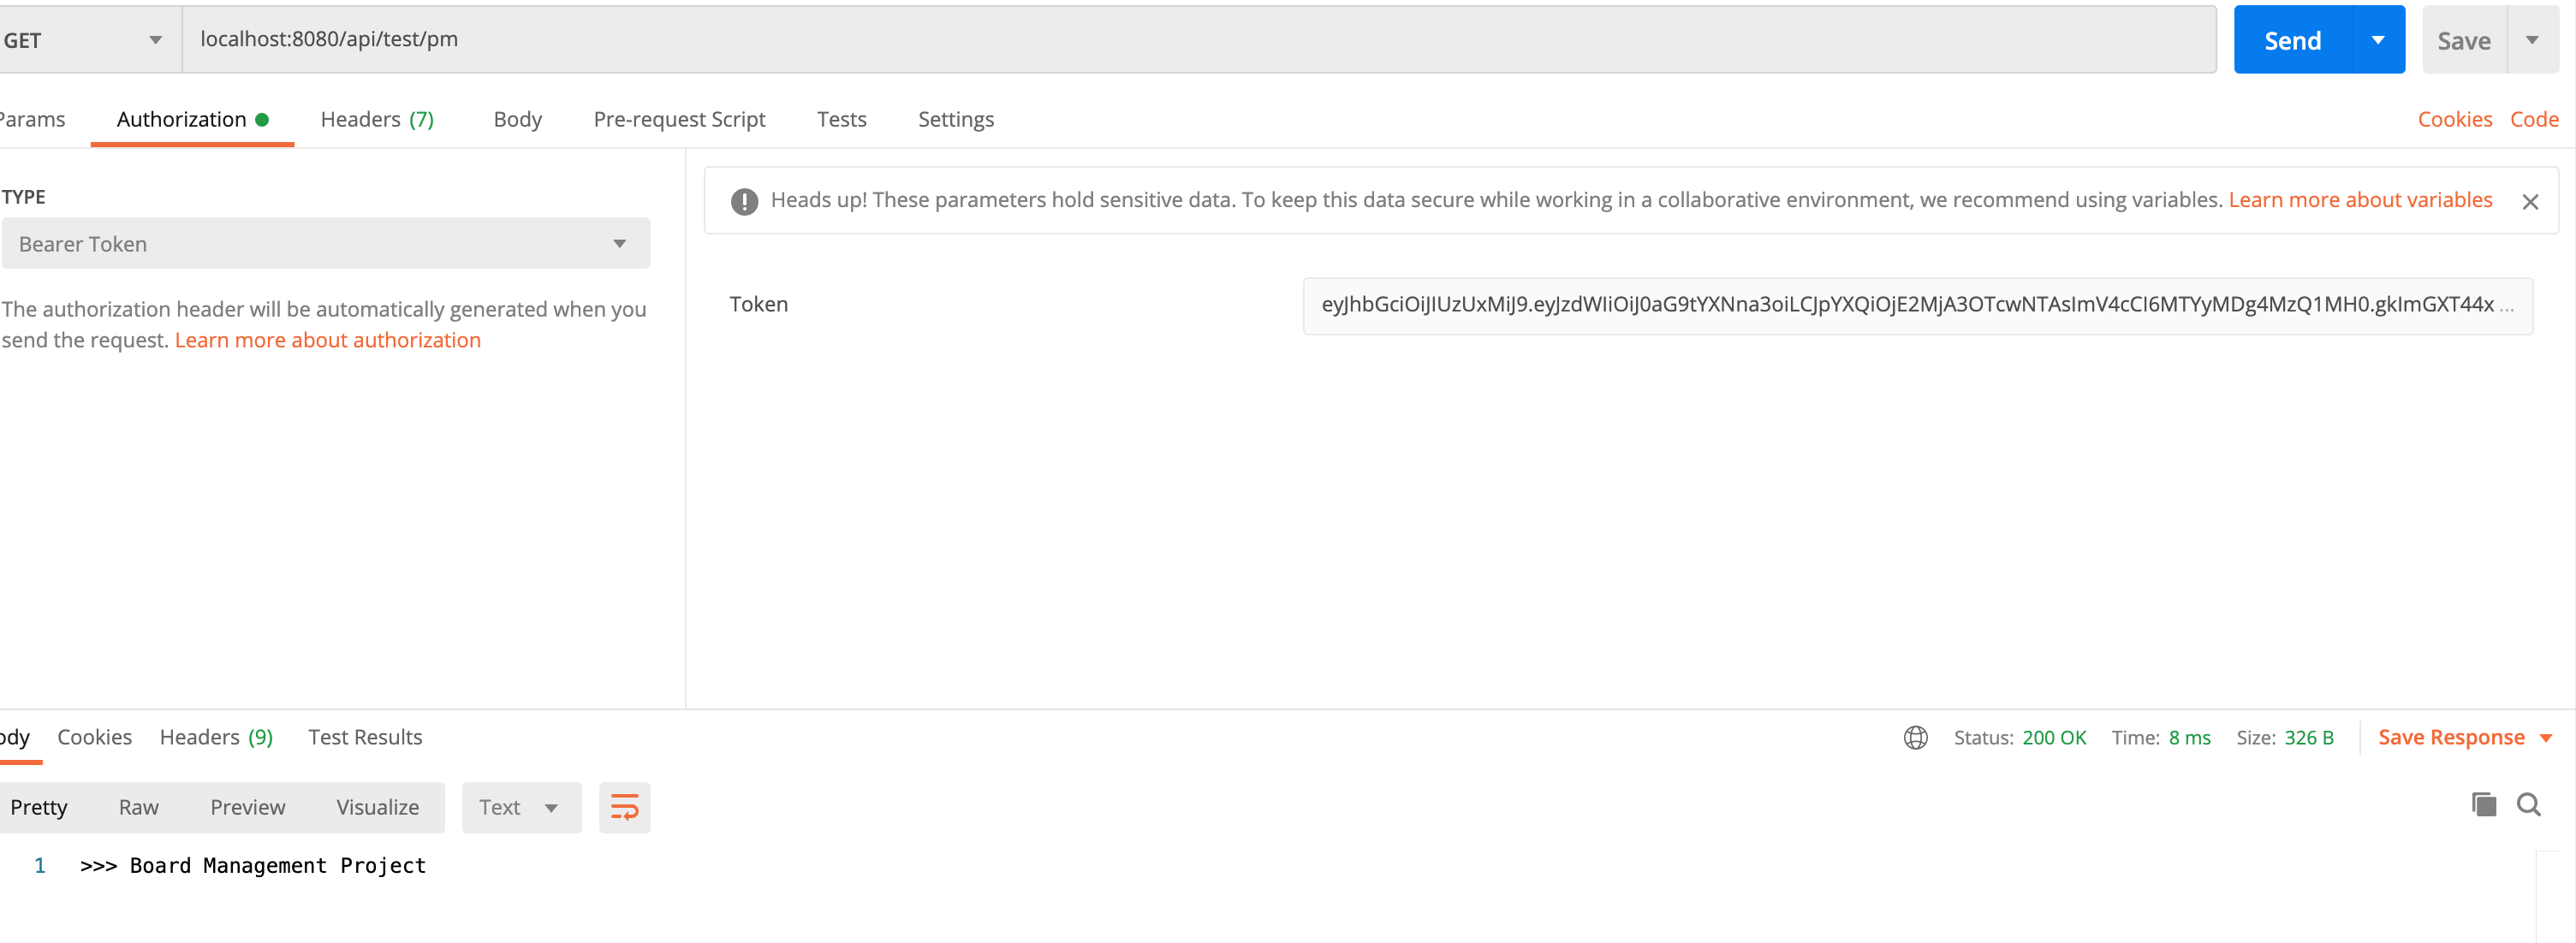 GET
localhost:8080/api/test/pm
Send
Save
Params
Authorization
Headers (7)
Body
Pre-request Script
Tests
Settings
Cookies
Code
TYPE
Bearer Token
The authorization header will be automatically generated when you
send the request. Learn more about authorization
Heads up! These parameters hold sensitive data. To keep this data secure while working in a collaborative environment, we recommend using variables. Learn more about variables
Token
eyJhbGciOiJIUzUxMiJ9.eyJzdWIiOiJ0aG9tYXNna3oiLCJpYXQiOjE2MjA3OTcwNTAsImV4cCI6MTYyMDg4MzQ1MH0.gkImGXT44x ...
ody
Cookies
Headers (9)
Test Results
Status: 200 OK
Time: 8 ms
Size: 326 B
Save Response
Pretty
Raw
Preview
Visualize
Text
1 >>> Board Management Project